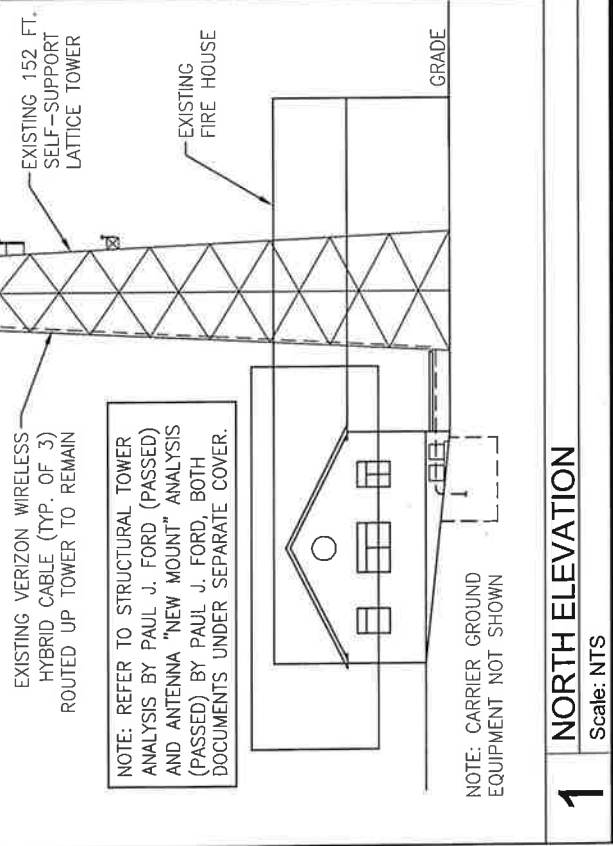 EXISTING VERIZON WIRELESS
HYBRID CABLE (TYP. OF 3)
ROUTED UP TOWER TO REMAIN
EXISTING 152 FT.
SELF-SUPPORT
LATTICE TOWER
EXISTING
FIRE HOUSE
NOTE: REFER TO STRUCTURAL TOWER
ANALYSIS BY PAUL J. FORD (PASSED)
AND ANTENNA "NEW MOUNT" ANALYSIS
(PASSED) BY PAUL J. FORD, BOTH
DOCUMENTS UNDER SEPARATE COVER.
GRADE
NOTE: CARRIER GROUND
EQUIPMENT NOT SHOWN
1
NORTH ELEVATION
Scale: NTS